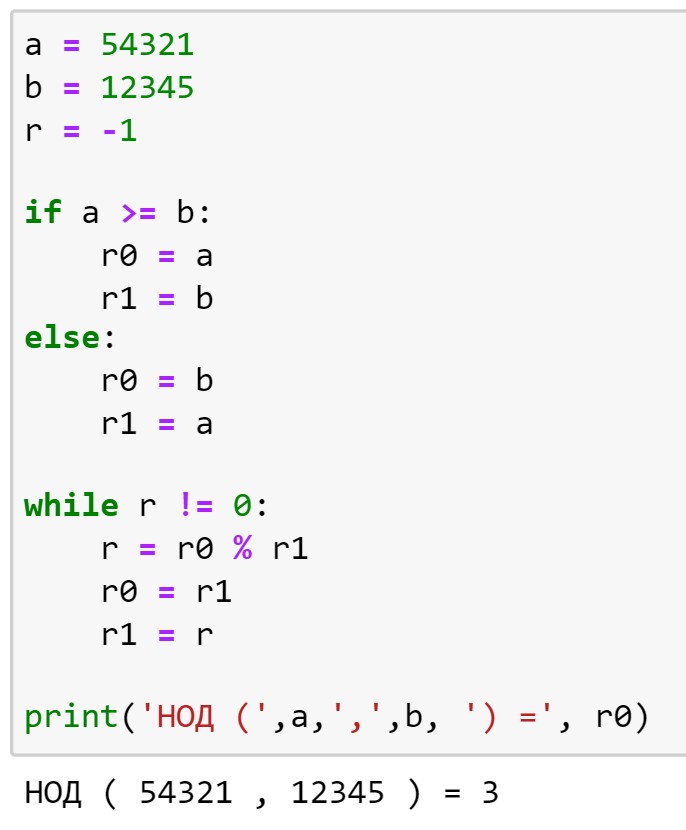 a = 54321
b = 12345
r = -1
if a >= b:
    r0 = a
    r1 = b
else:
    r0 = b
    r1 = a
while r != 0:
    r = r0 % r1
    r0 = r1
    r1 = r
print('НОД (',a,',',b, ') =', r0)
НОД ( 54321 , 12345 ) = 3